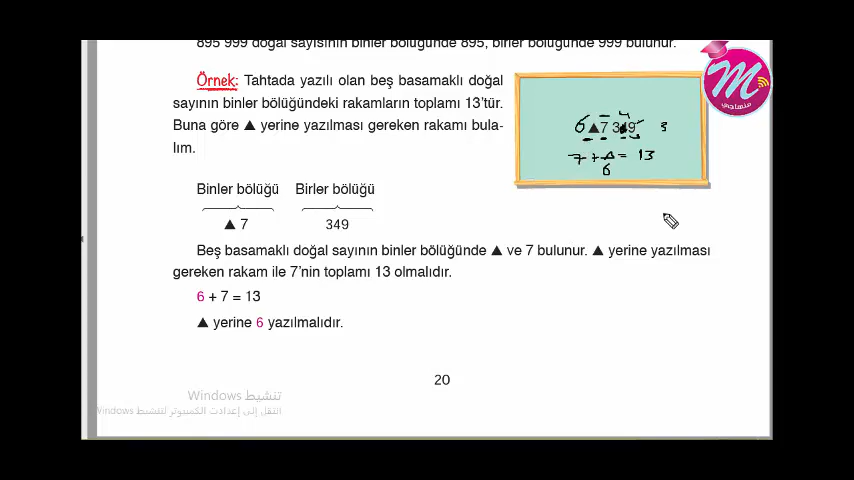 895 999 doğal sayısının binler bölüğünde 895, birler bölüğünde 999 bulunur.
Örnek: Tahtada yazılı olan beş basamaklı doğal
sayının binler bölüğündeki rakamların toplamı 13'tür.
Buna göre ▲ yerine yazılması gereken rakamı bula-
lım.
6 ▲7 349
7 + ▲ = 13
6
M
منهاجي
Binler bölüğü Birler bölüğü
▲ 7 349
Beş basamaklı doğal sayının binler bölüğünde ▲ ve 7 bulunur. ▲ yerine yazılması
gereken rakam ile 7'nin toplamı 13 olmalıdır.
6 + 7 = 13
▲ yerine 6 yazılmalıdır.
20
تنشيط Windows
انتقل إلى إعدادات الكمبيوتر لتنشيط Windows